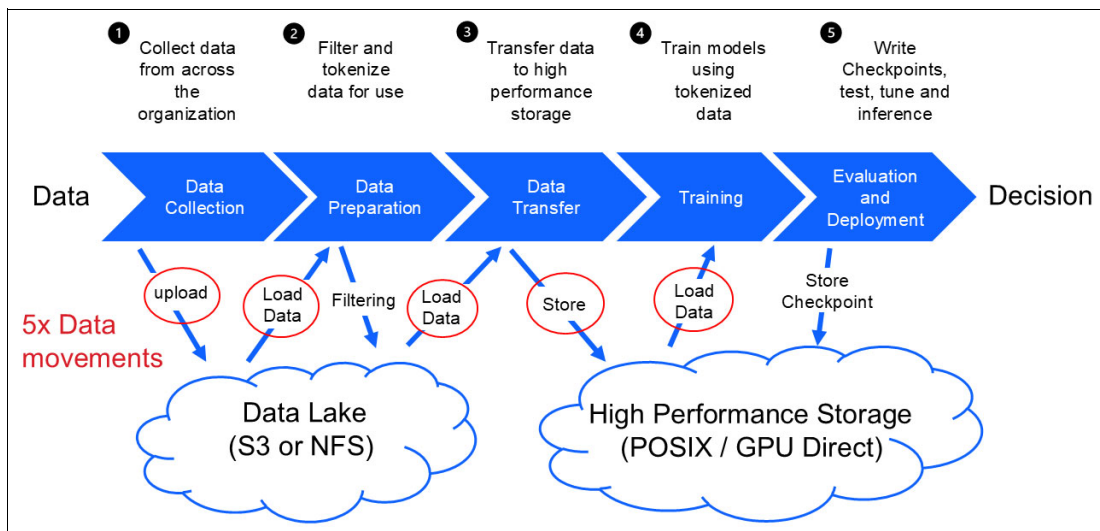 1
Collect data
from across
the
organization
2
Filter and
tokenize
data for use
3
Transfer data
to high
performance
storage
4
Train models
using
tokenized
data
5
Write
Checkpoints,
test, tune and
inference
Data
Data
Collection
Data
Preparation
Data
Transfer
Training
Evaluation
and
Deployment
Decision
upload
Load
Data
Filtering
Load
Data
Store
Load
Data
Store
Checkpoint
5x Data
movements
Data Lake
(S3 or NFS)
High Performance Storage
(POSIX / GPU Direct)